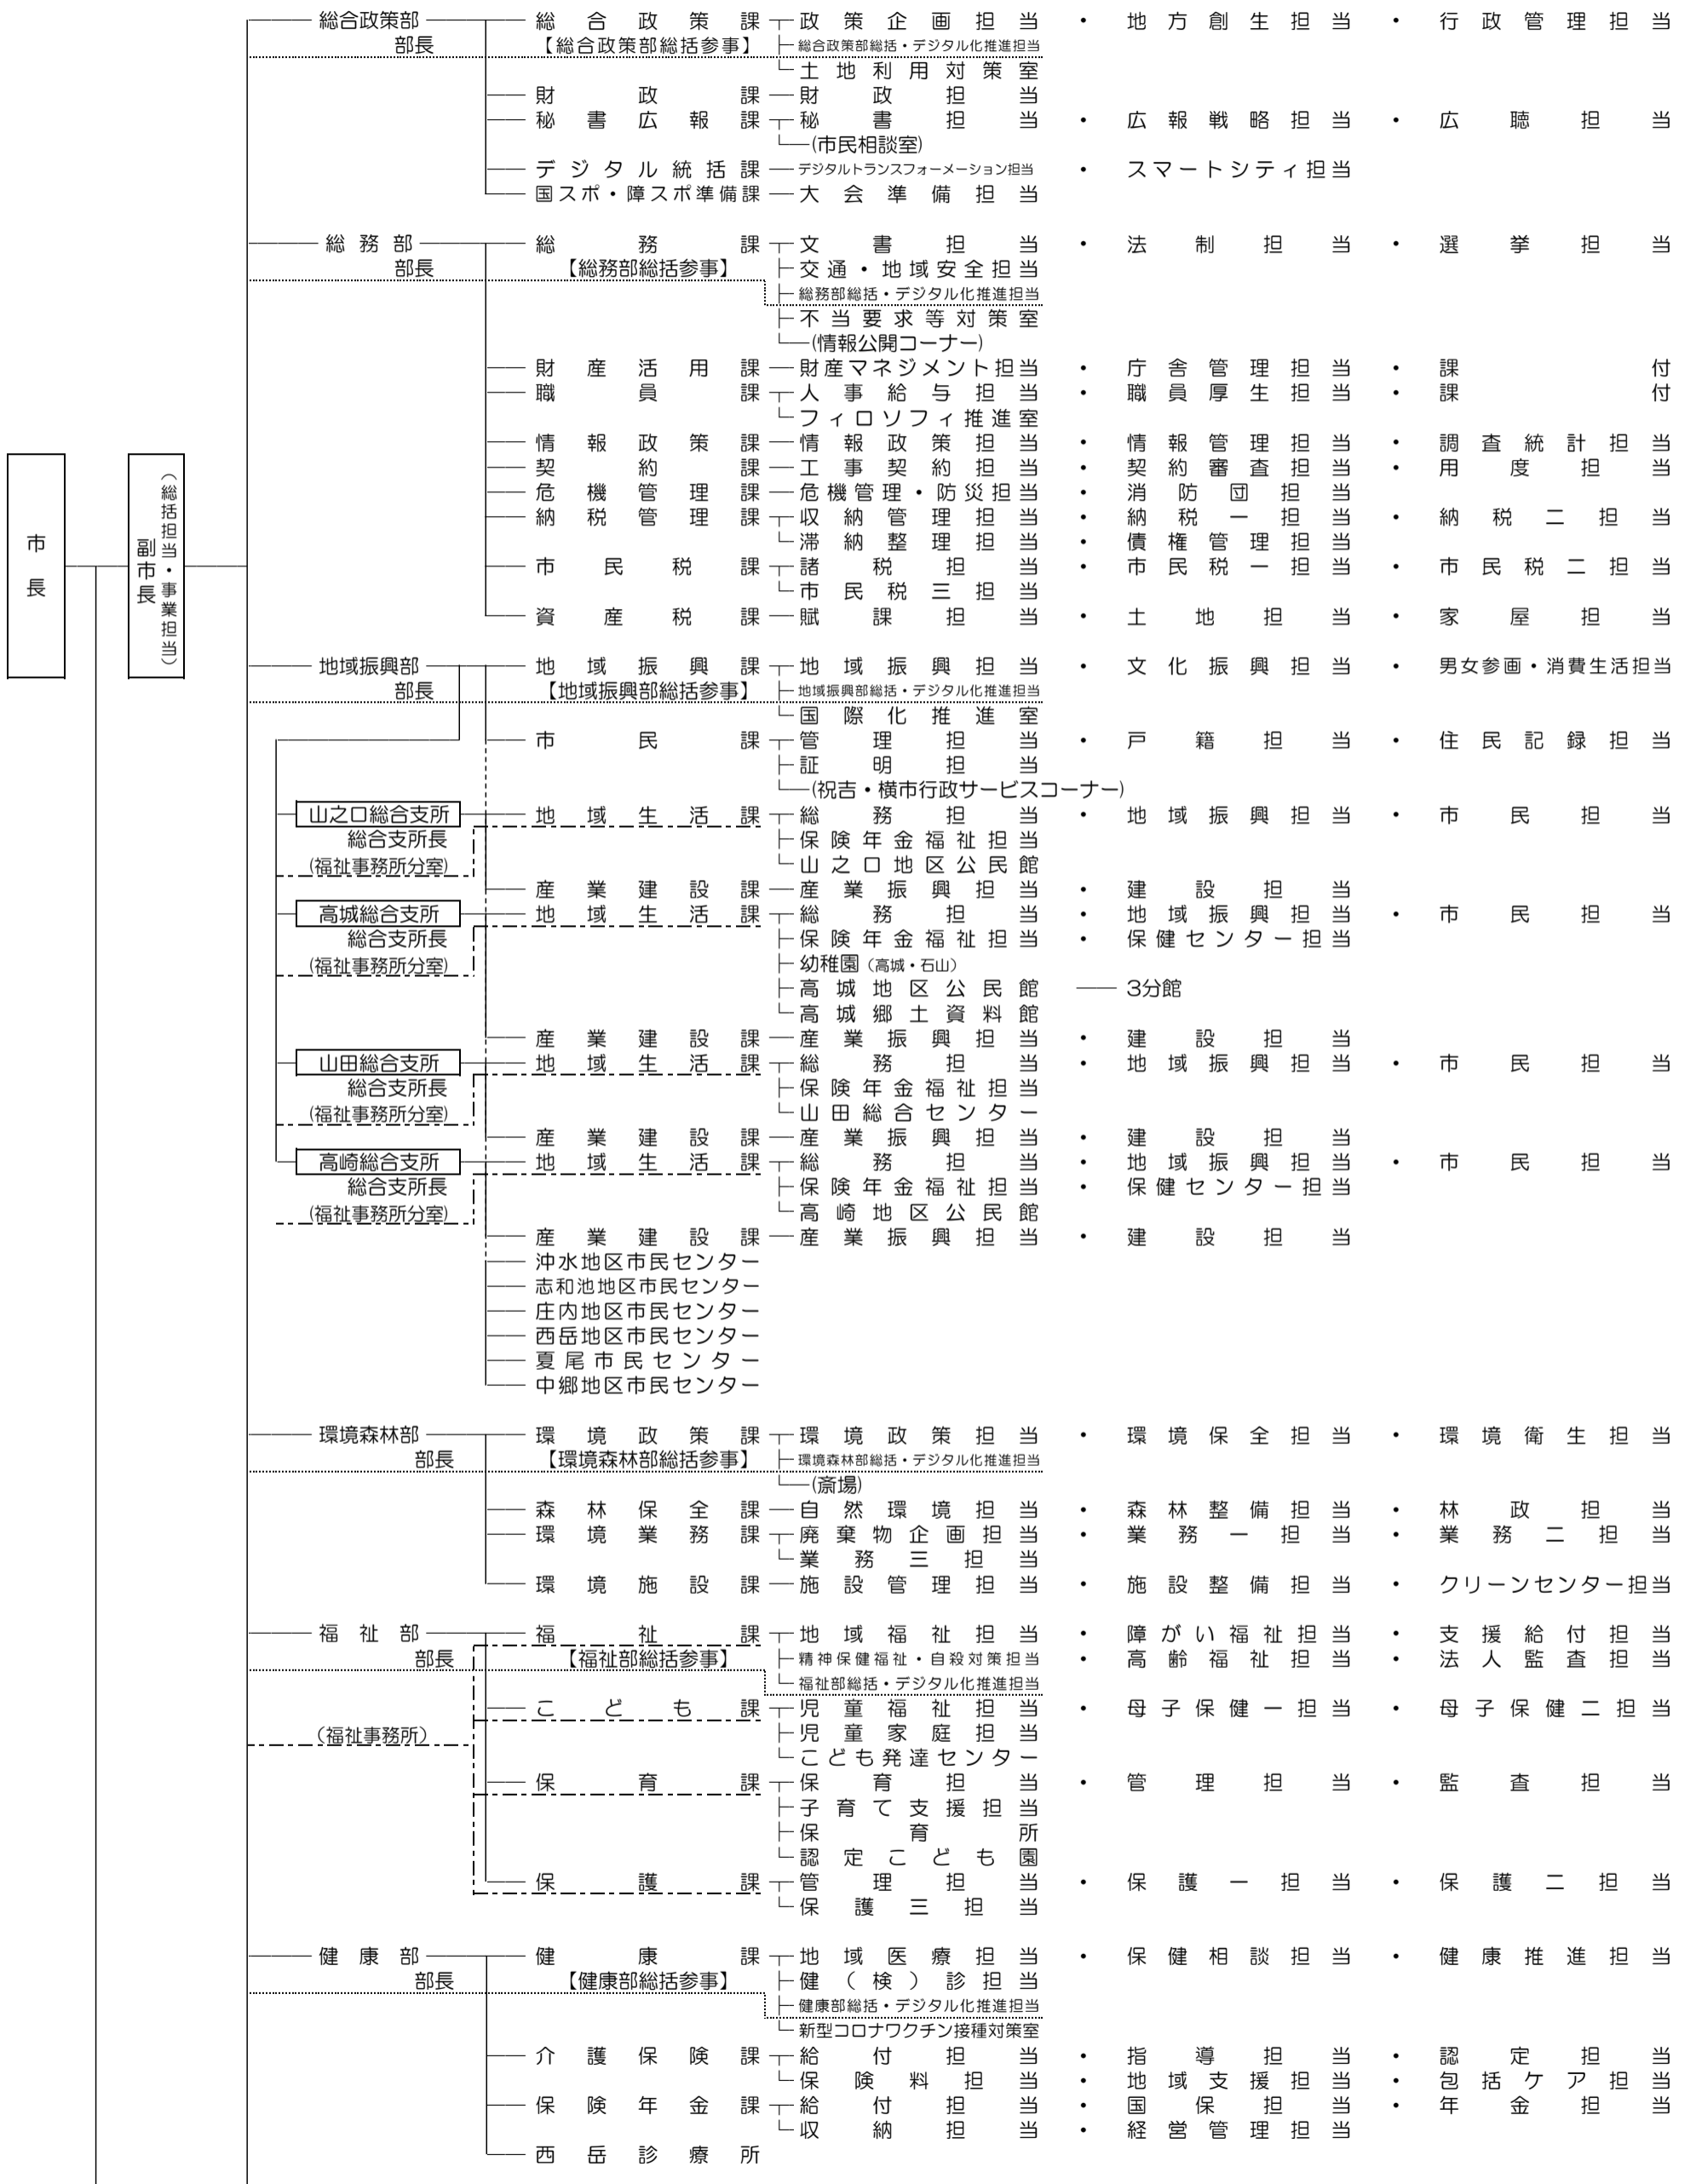 総合政策部 総合政策課 政策企画担当 ・ 地方創生担当 ・ 行政管理担当
部長 【総合政策部総括参事】 総合政策部総括・デジタル化推進担当
土地利用対策室
財政課 財政担当
秘書広報課 秘書担当 ・ 広報戦略担当 ・ 広聴担当
(市民相談室)
デジタル統括課 デジタルトランスフォーメーション担当 ・ スマートシティ担当
国スポ・障スポ準備課 大会準備担当
総務部 総務課 文書担当 ・ 法制担当 ・ 選挙担当
部長 【総務部総括参事】 交通・地域安全担当
総務部総括・デジタル化推進担当
不当要求等対策室
(情報公開コーナー)
財産活用課 財産マネジメント担当 ・ 庁舎管理担当 ・ 課付
職員課 人事給与担当 ・ 職員厚生担当 ・ 課付
フィロソフィ推進室
情報政策課 情報政策担当 ・ 情報管理担当 ・ 調査統計担当
契約課 工事契約担当 ・ 契約審査担当 ・ 用度担当
危機管理課 危機管理・防災担当 ・ 消防団担当
納税管理課 収納管理担当 ・ 納税一担当 ・ 納税二担当
滞納整理担当 ・ 債権管理担当
市長
副市長
(総括担当・事業担当)
市民税課 諸税担当 ・ 市民税一担当 ・ 市民税二担当
市民税三担当
資産税課 賦課担当 ・ 土地担当 ・ 家屋担当
地域振興部 地域振興課 地域振興担当 ・ 文化振興担当 ・ 男女参画・消費生活担当
部長 【地域振興部総括参事】 地域振興部総括・デジタル化推進担当
国際化推進室
市民課 管理担当 ・ 戸籍担当 ・ 住民記録担当
証明担当
(祝吉・横市行政サービスコーナー)
山之口総合支所 地域生活課 総務担当 ・ 地域振興担当 ・ 市民担当
総合支所長 保険年金福祉担当
(福祉事務所分室) 山之口地区公民館
産業建設課 産業振興担当 ・ 建設担当
高城総合支所 地域生活課 総務担当 ・ 地域振興担当 ・ 市民担当
総合支所長 保険年金福祉担当 ・ 保健センター担当
(福祉事務所分室) 幼稚園(高城・石山)
高城地区公民館 3分館
高城郷土資料館
産業建設課 産業振興担当 ・ 建設担当
山田総合支所 地域生活課 総務担当 ・ 地域振興担当 ・ 市民担当
総合支所長 保険年金福祉担当
(福祉事務所分室) 山田総合センター
産業建設課 産業振興担当 ・ 建設担当
高崎総合支所 地域生活課 総務担当 ・ 地域振興担当 ・ 市民担当
総合支所長 保険年金福祉担当 ・ 保健センター担当
(福祉事務所分室) 高崎地区公民館
産業建設課 産業振興担当 ・ 建設担当
沖水地区市民センター
志和池地区市民センター
庄内地区市民センター
西岳地区市民センター
夏尾市民センター
中郷地区市民センター
環境森林部 環境政策課 環境政策担当 ・ 環境保全担当 ・ 環境衛生担当
部長 【環境森林部総括参事】 環境森林部総括・デジタル化推進担当
(斎場)
森林保全課 自然環境担当 ・ 森林整備担当 ・ 林政担当
環境業務課 廃棄物企画担当 ・ 業務一担当 ・ 業務二担当
業務三担当
環境施設課 施設管理担当 ・ 施設整備担当 ・ クリーンセンター担当
福祉部 福祉課 地域福祉担当 ・ 障がい福祉担当 ・ 支援給付担当
部長 【福祉部総括参事】 精神保健福祉・自殺対策担当 ・ 高齢福祉担当 ・ 法人監査担当
福祉部総括・デジタル化推進担当
こども課 児童福祉担当 ・ 母子保健一担当 ・ 母子保健二担当
(福祉事務所) 児童家庭担当
こども発達センター
保育課 保育担当 ・ 管理担当 ・ 監査担当
子育て支援担当
保育所
認定こども園
保護課 管理担当 ・ 保護一担当 ・ 保護二担当
保護三担当
健康部 健康課 地域医療担当 ・ 保健相談担当 ・ 健康推進担当
部長 【健康部総括参事】 健(検)診担当
健康部総括・デジタル化推進担当
新型コロナワクチン接種対策室
介護保険課 給付担当 ・ 指導担当 ・ 認定担当
保険料担当 ・ 地域支援担当 ・ 包括ケア担当
保険年金課 給付担当 ・ 国保担当 ・ 年金担当
収納担当 ・ 経営管理担当
西岳診療所